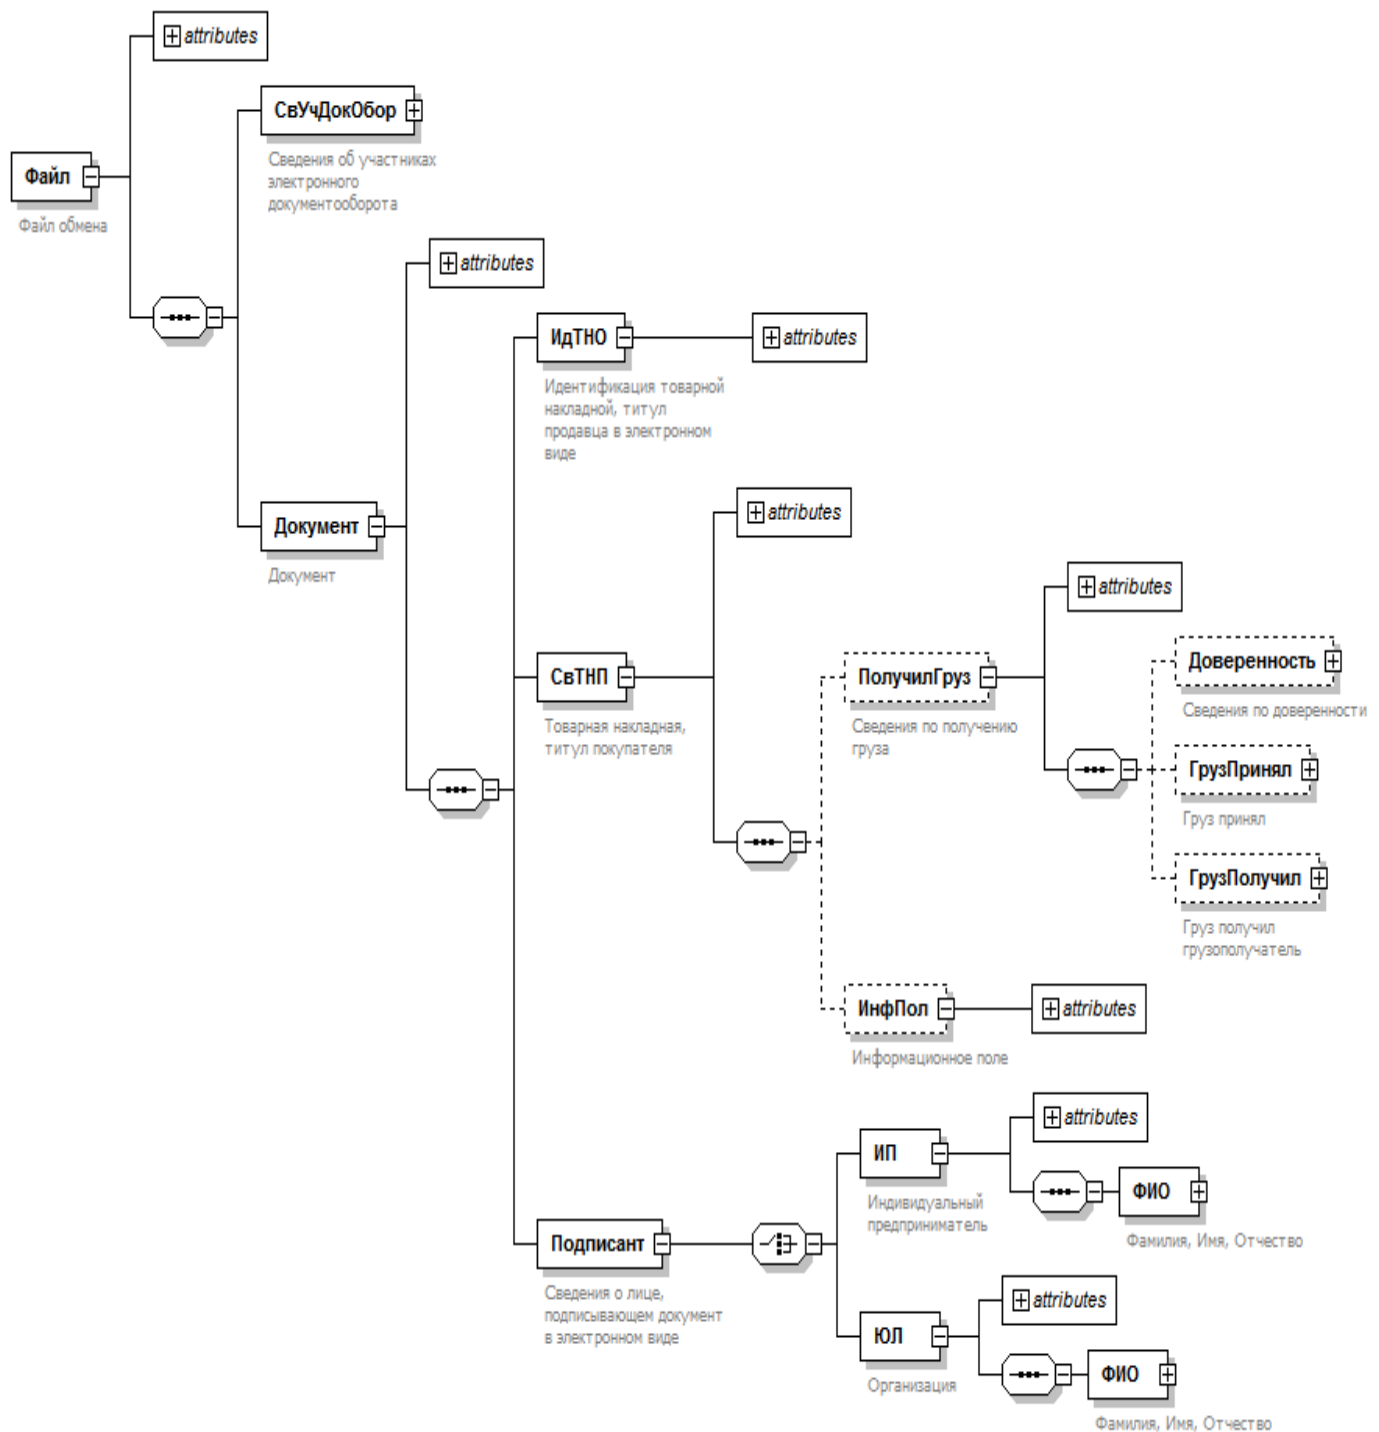 attributes
СвУчДокОбор
Сведения об участниках
электронного
документооборота
Файл
Файл обмена
attributes
ИдТНО
attributes
Идентификация товарной
накладной, титул
продавца в электронном
виде
attributes
Документ
Документ
attributes
СвТНП
Товарная накладная,
титул покупателя
ПолучилГруз
Сведения по получению
груза
Доверенность
Сведения по доверенности
ГрузПринял
Груз принял
ГрузПолучил
Груз получил
грузополучатель
ИнфПол
attributes
Информационное поле
attributes
ИП
Индивидуальный
предприниматель
ФИО
Фамилия, Имя, Отчество
Подписант
Сведения о лице,
подписывающем документ
в электронном виде
attributes
ЮЛ
Организация
ФИО
Фамилия, Имя, Отчество